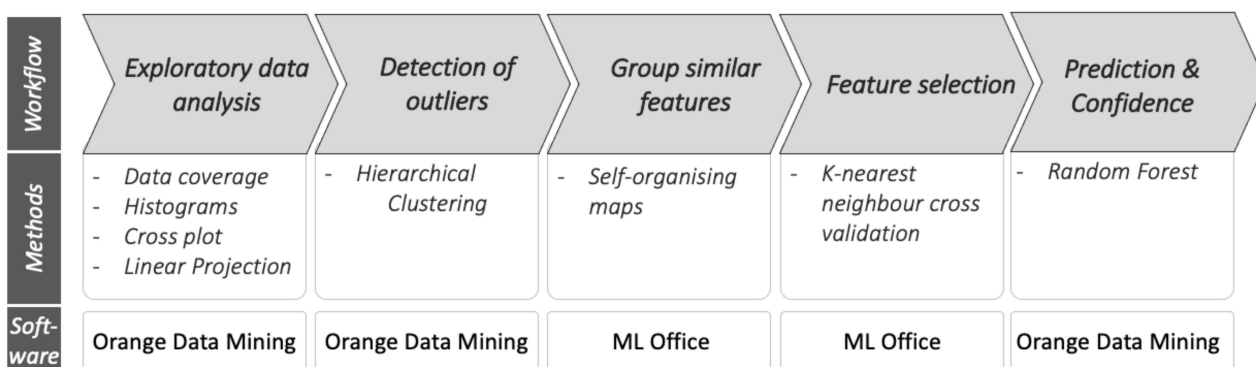 Workflow
Exploratory data
analysis
Detection of
outliers
Group similar
features
Feature selection
Prediction &
Confidence
Methods
- Data coverage
- Histograms
- Cross plot
- Linear Projection
- Hierarchical
Clustering
- Self-organising
maps
- K-nearest
neighbour cross
validation
- Random Forest
Soft-
ware
Orange Data Mining
Orange Data Mining
ML Office
ML Office
Orange Data Mining